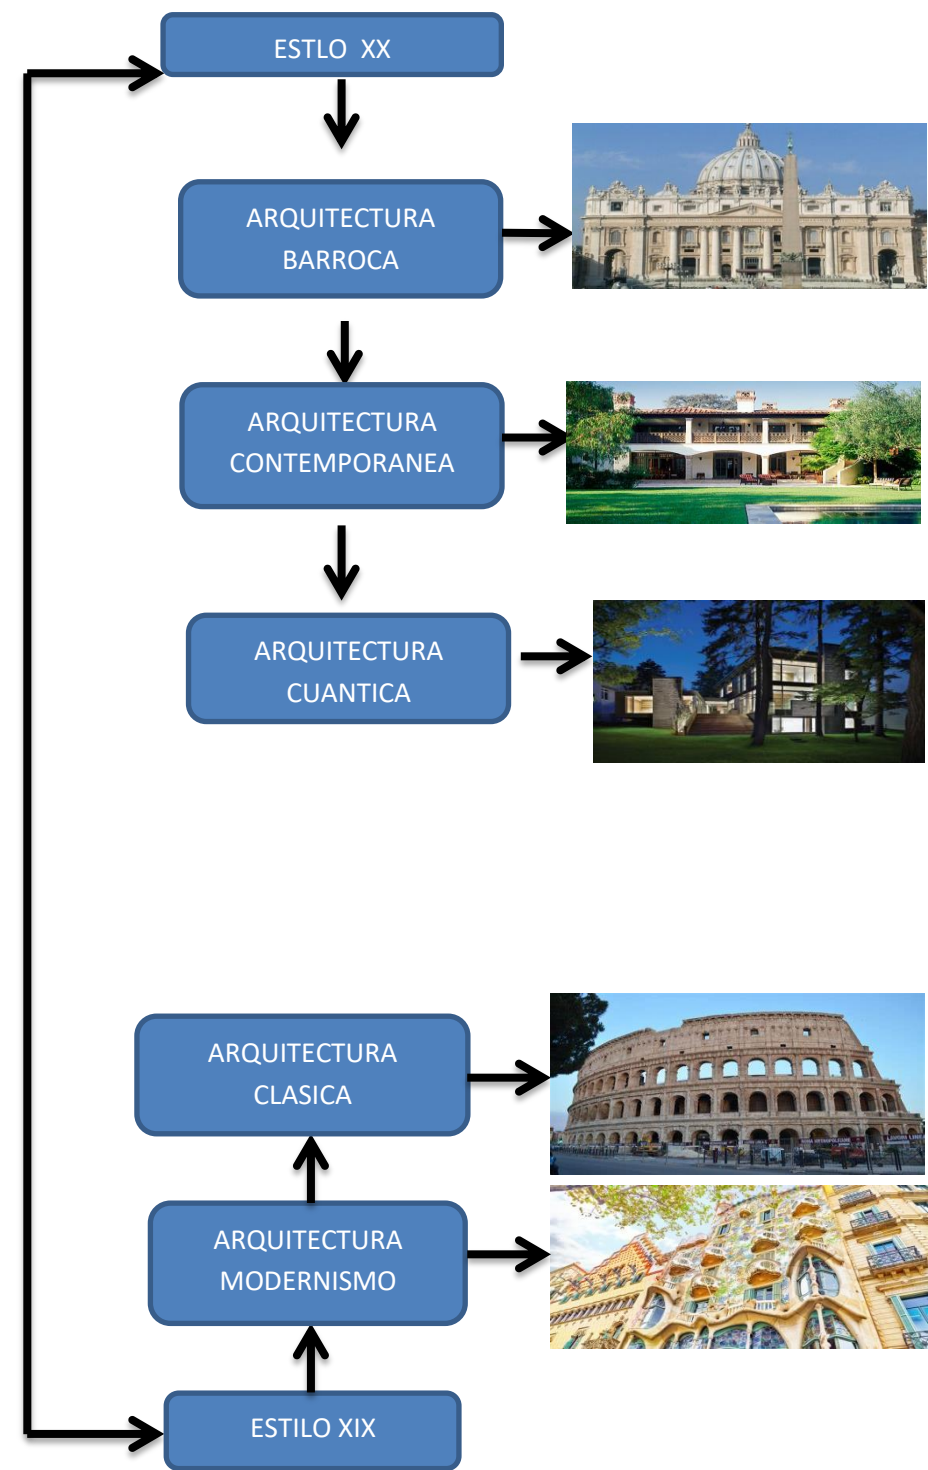 ESTLO XX
ARQUITECTURA
BARROCA
ARQUITECTURA
CONTEMPORANEA
ARQUITECTURA
CUANTICA
ARQUITECTURA
CLASICA
ARQUITECTURA
MODERNISMO
ESTILO XIX